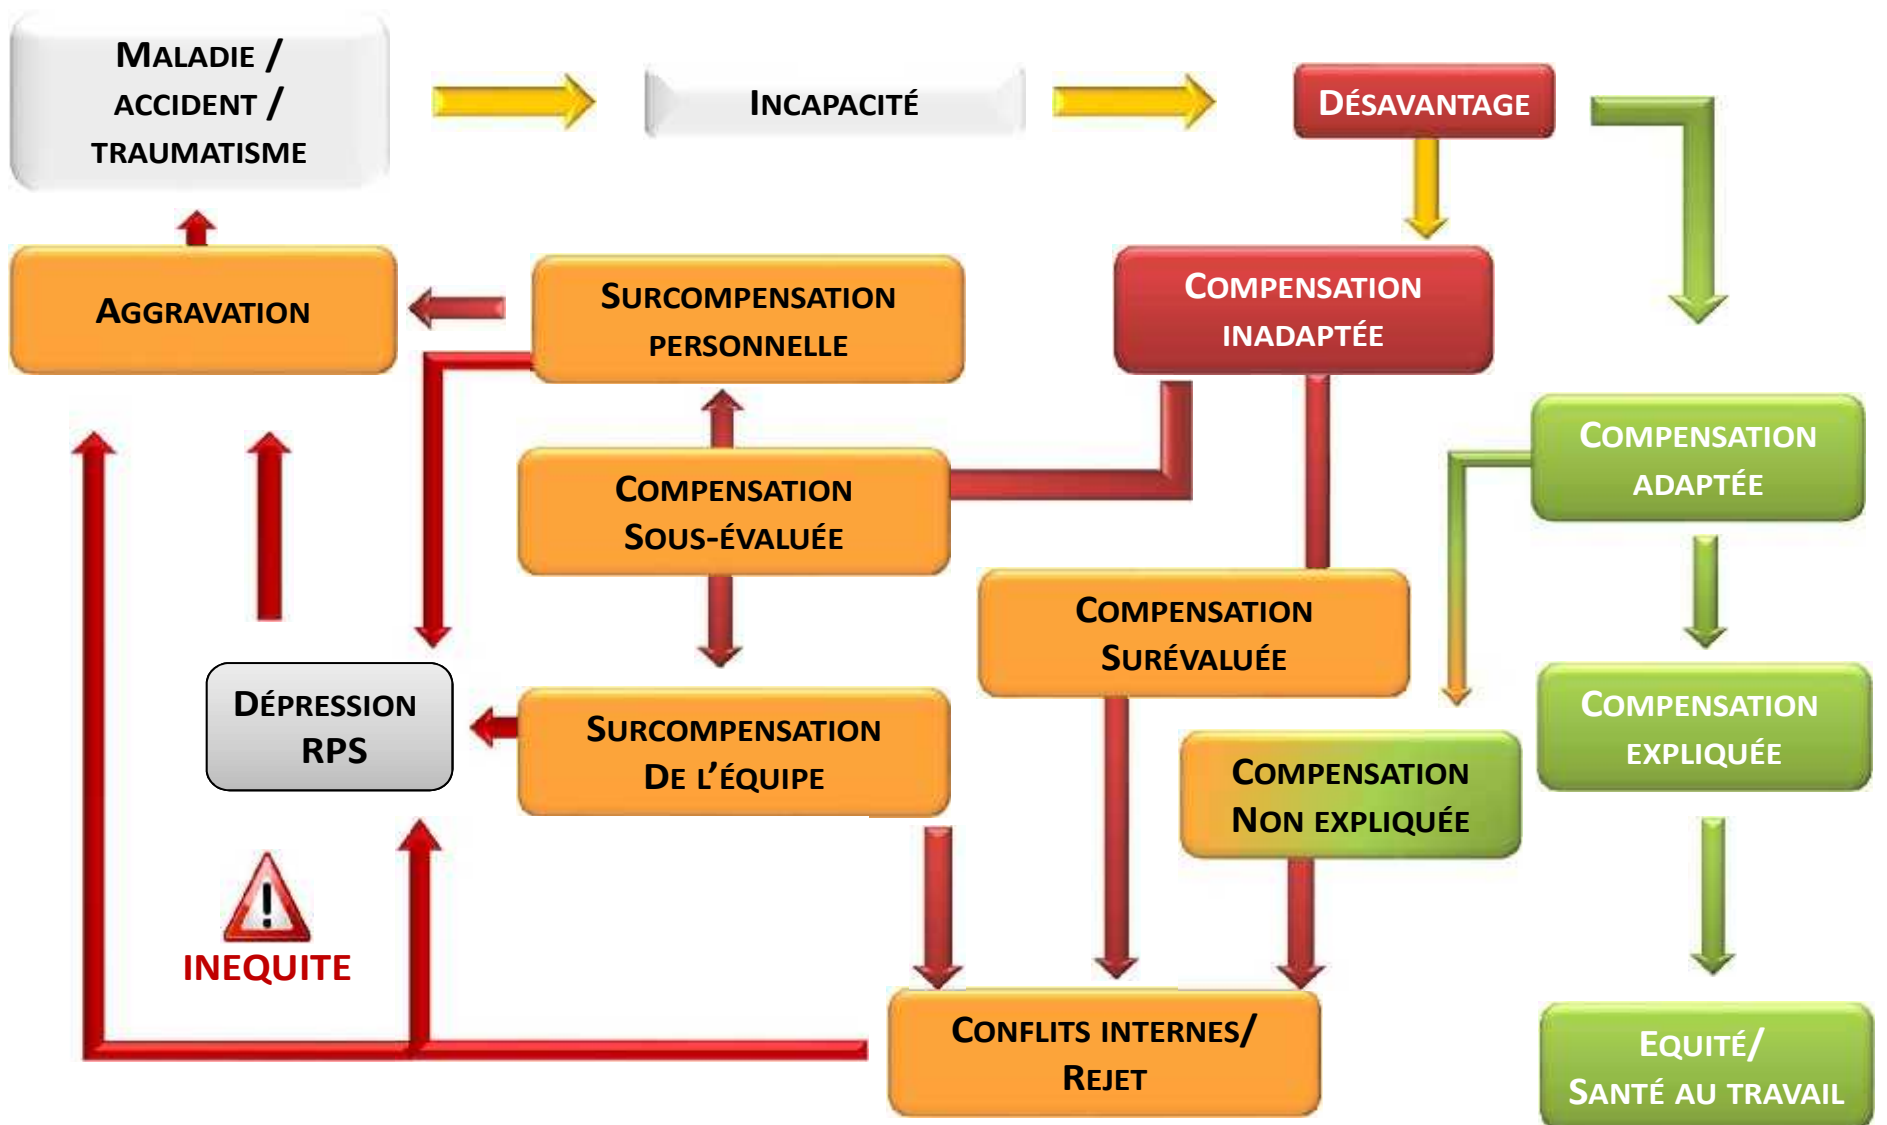 MALADIE /
ACCIDENT /
TRAUMATISME
INCAPACITÉ
DÉSAVANTAGE
AGGRAVATION
SURCOMPENSATION
PERSONNELLE
COMPENSATION
INADAPTÉE
COMPENSATION
ADAPTÉE
COMPENSATION
SOUS-ÉVALUÉE
COMPENSATION
SURÉVALUÉE
DÉPRESSION
RPS
SURCOMPENSATION
DE L'ÉQUIPE
COMPENSATION
NON EXPLIQUÉE
COMPENSATION
EXPLIQUÉE
INEQUITE
CONFLITS INTERNES/
REJET
EQUITÉ/
SANTÉ AU TRAVAIL